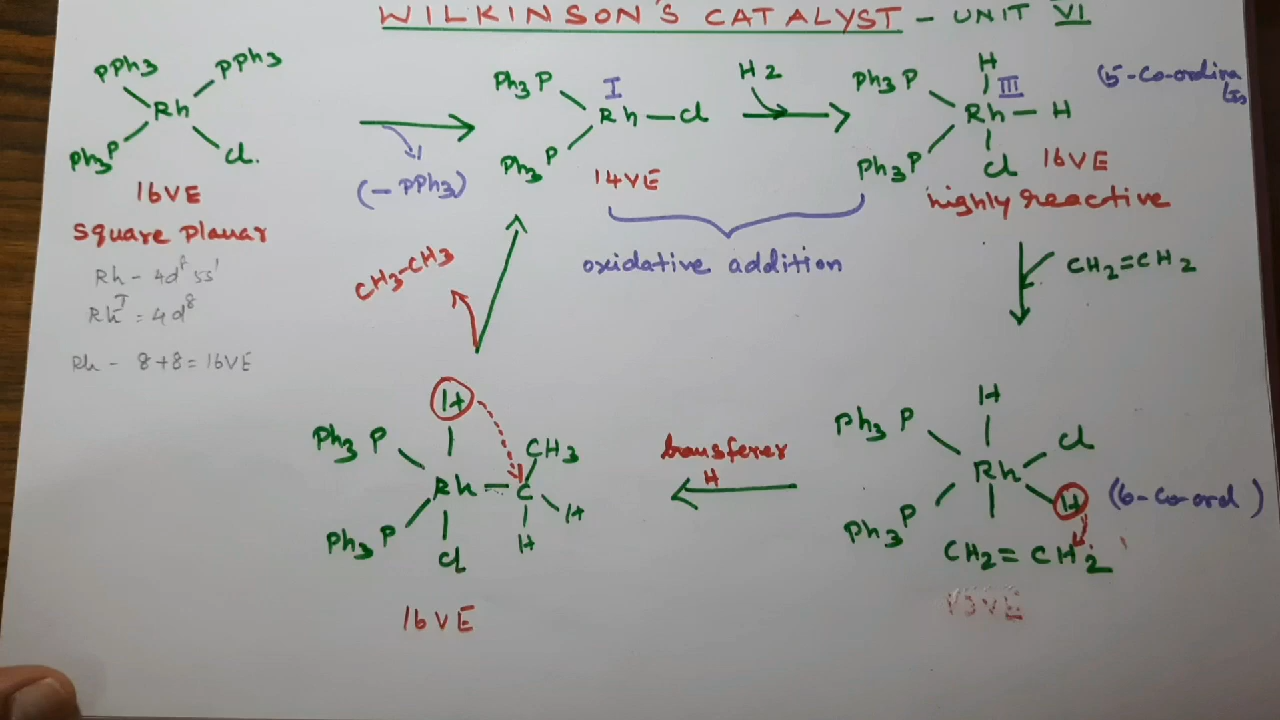 WILKINSON'S CATALYST - UNIT VI
PPh3 PPh3
Rh
Ph3P Cl.
16VE
square planar
Rh - 4d8 5s1
RhI = 4d8
Rh - 8+8=16VE
(- PPh3)
Ph3P I
Rh-Cl
Ph3P
14VE
H2
Ph3P H
III
Rh-H
Ph3P Cl 16VE
(5-Co-ordina
highly reactive
oxidative addition
CH2=CH2
CH3-CH3
H
Ph3P Cl
Rh
H (6-Co-ord)
Ph3P
CH2=CH2
transferer
H
H
Ph3P CH3
Rh-C
H
Ph3P H
Cl
16VE